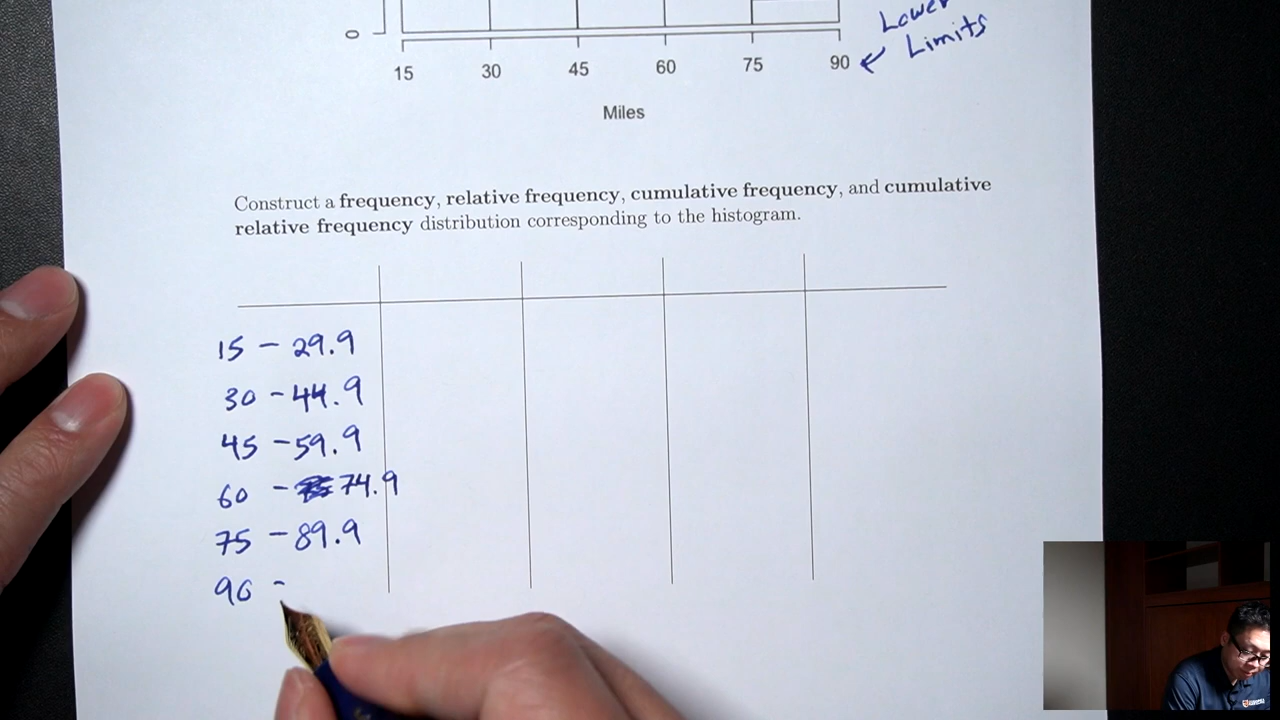 Lower
Limits
0
15 30 45 60 75 90
Miles
Construct a frequency, relative frequency, cumulative frequency, and cumulative
relative frequency distribution corresponding to the histogram.
15 - 29.9
30 - 44.9
45 - 59.9
60 - 74.9
75 - 89.9
90 -